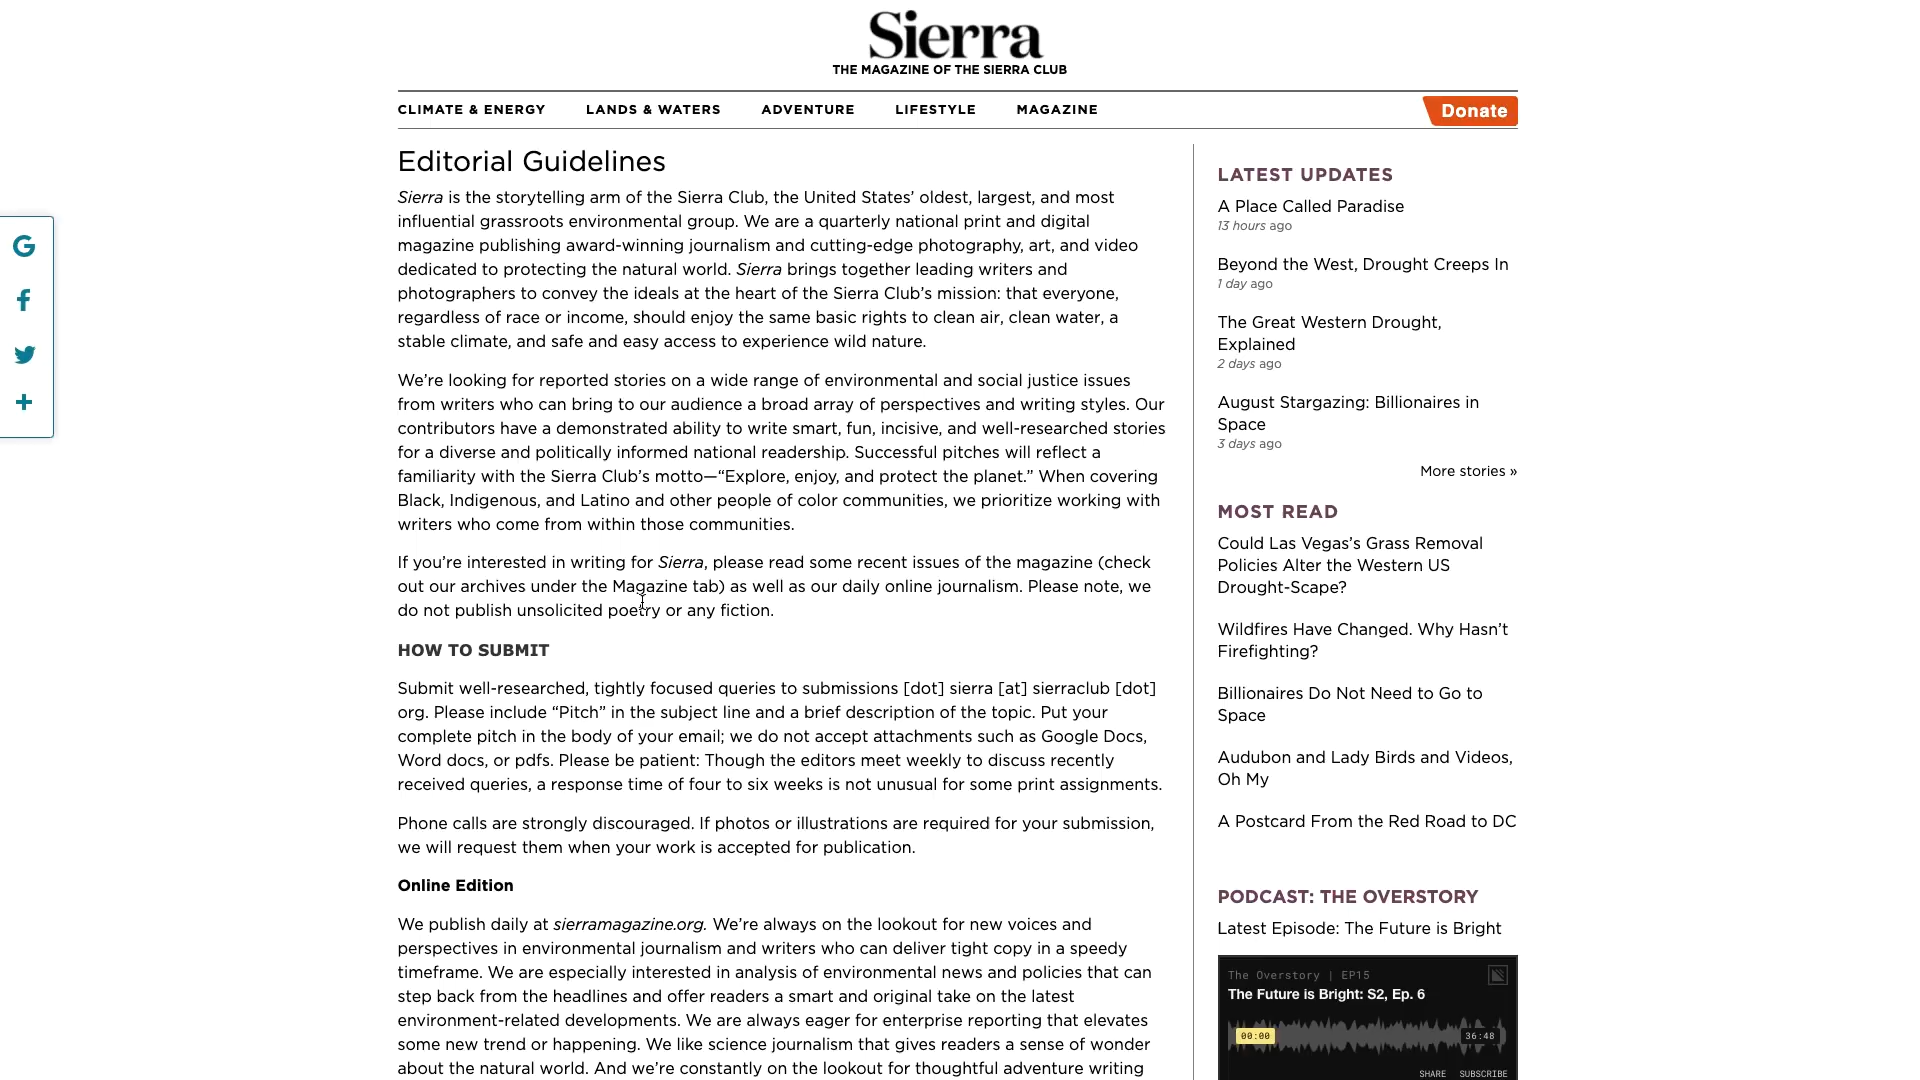 Sierra
THE MAGAZINE OF THE SIERRA CLUB
CLIMATE & ENERGY
LANDS & WATERS
ADVENTURE
LIFESTYLE
MAGAZINE
Donate
Editorial Guidelines
Sierra is the storytelling arm of the Sierra Club, the United States’ oldest, largest, and most
influential grassroots environmental group. We are a quarterly national print and digital
magazine publishing award-winning journalism and cutting-edge photography, art, and video
dedicated to protecting the natural world. Sierra brings together leading writers and
photographers to convey the ideals at the heart of the Sierra Club’s mission: that everyone,
regardless of race or income, should enjoy the same basic rights to clean air, clean water, a
stable climate, and safe and easy access to experience wild nature.
We’re looking for reported stories on a wide range of environmental and social justice issues
from writers who can bring to our audience a broad array of perspectives and writing styles. Our
contributors have a demonstrated ability to write smart, fun, incisive, and well-researched stories
for a diverse and politically informed national readership. Successful pitches will reflect a
familiarity with the Sierra Club’s motto—“Explore, enjoy, and protect the planet.” When covering
Black, Indigenous, and Latino and other people of color communities, we prioritize working with
writers who come from within those communities.
If you’re interested in writing for Sierra, please read some recent issues of the magazine (check
out our archives under the Magazine tab) as well as our daily online journalism. Please note, we
do not publish unsolicited poetry or any fiction.
HOW TO SUBMIT
Submit well-researched, tightly focused queries to submissions [dot] sierra [at] sierraclub [dot]
org. Please include “Pitch” in the subject line and a brief description of the topic. Put your
complete pitch in the body of your email; we do not accept attachments such as Google Docs,
Word docs, or pdfs. Please be patient: Though the editors meet weekly to discuss recently
received queries, a response time of four to six weeks is not unusual for some print assignments.
Phone calls are strongly discouraged. If photos or illustrations are required for your submission,
we will request them when your work is accepted for publication.
Online Edition
We publish daily at sierramagazine.org. We’re always on the lookout for new voices and
perspectives in environmental journalism and writers who can deliver tight copy in a speedy
timeframe. We are especially interested in analysis of environmental news and policies that can
step back from the headlines and offer readers a smart and original take on the latest
environment-related developments. We are always eager for enterprise reporting that elevates
some new trend or happening. We like science journalism that gives readers a sense of wonder
about the natural world. And we’re constantly on the lookout for thoughtful adventure writing
LATEST UPDATES
A Place Called Paradise
13 hours ago
Beyond the West, Drought Creeps In
1 day ago
The Great Western Drought,
Explained
2 days ago
August Stargazing: Billionaires in
Space
3 days ago
More stories »
MOST READ
Could Las Vegas’s Grass Removal
Policies Alter the Western US
Drought-Scape?
Wildfires Have Changed. Why Hasn’t
Firefighting?
Billionaires Do Not Need to Go to
Space
Audubon and Lady Birds and Videos,
Oh My
A Postcard From the Red Road to DC
PODCAST: THE OVERSTORY
Latest Episode: The Future is Bright
The Overstory | EP15
The Future is Bright: S2, Ep. 6
00:00
36:48
SHARE
SUBSCRIBE